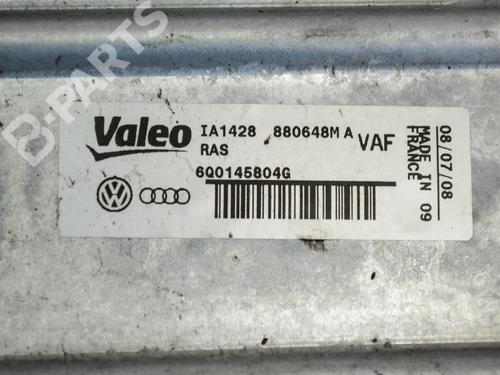 B-PARTS
Valeo
IA1428 880648M A
RAS
VAF
6Q0145804G
08/07/08
MADE IN 09
FRANCE